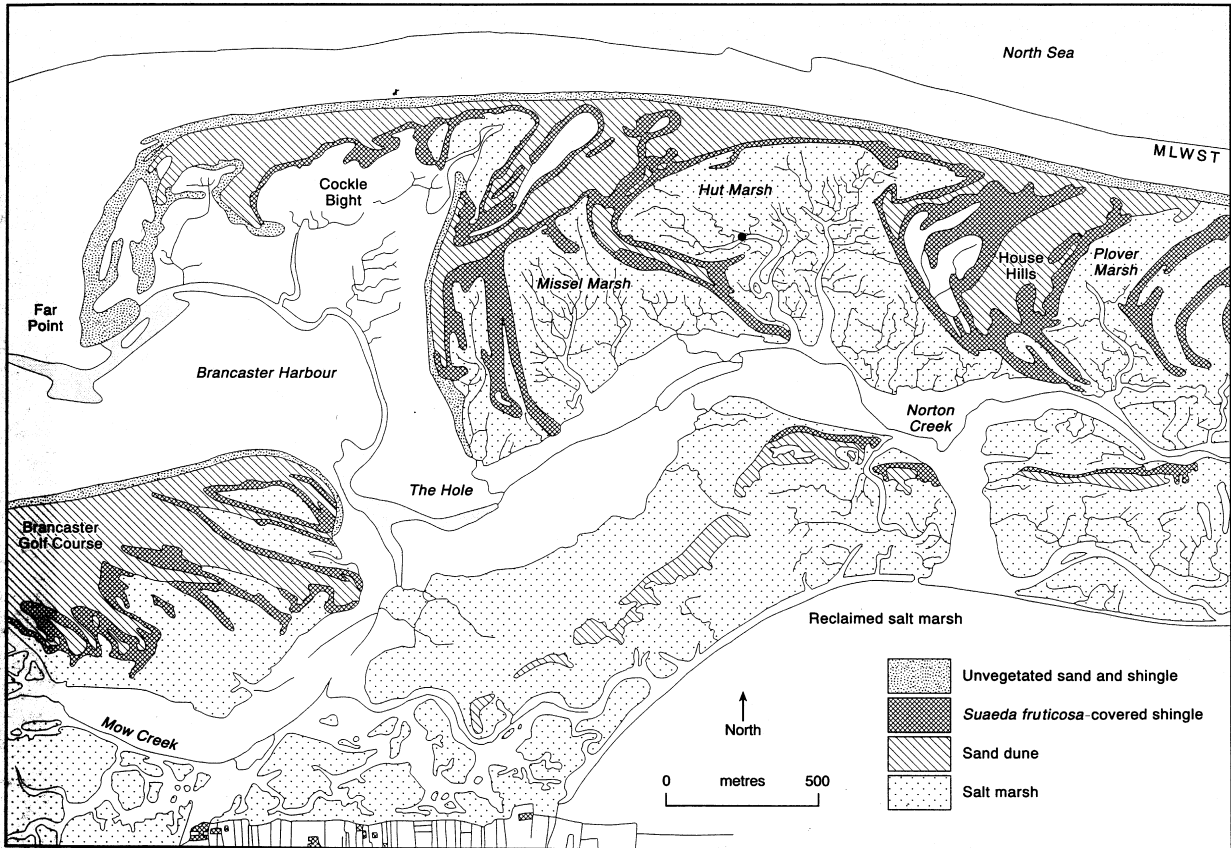 North Sea
MLWST
Cockle
Bight
Hut Marsh
Missel Marsh
House
Hills
Plover
Marsh
Far
Point
Brancaster Harbour
Norton
Creek
The Hole
Brancaster
Golf Course
Reclaimed salt marsh
Mow Creek
North
0 metres 500
Unvegetated sand and shingle
Suaeda fruticosa-covered shingle
Sand dune
Salt marsh